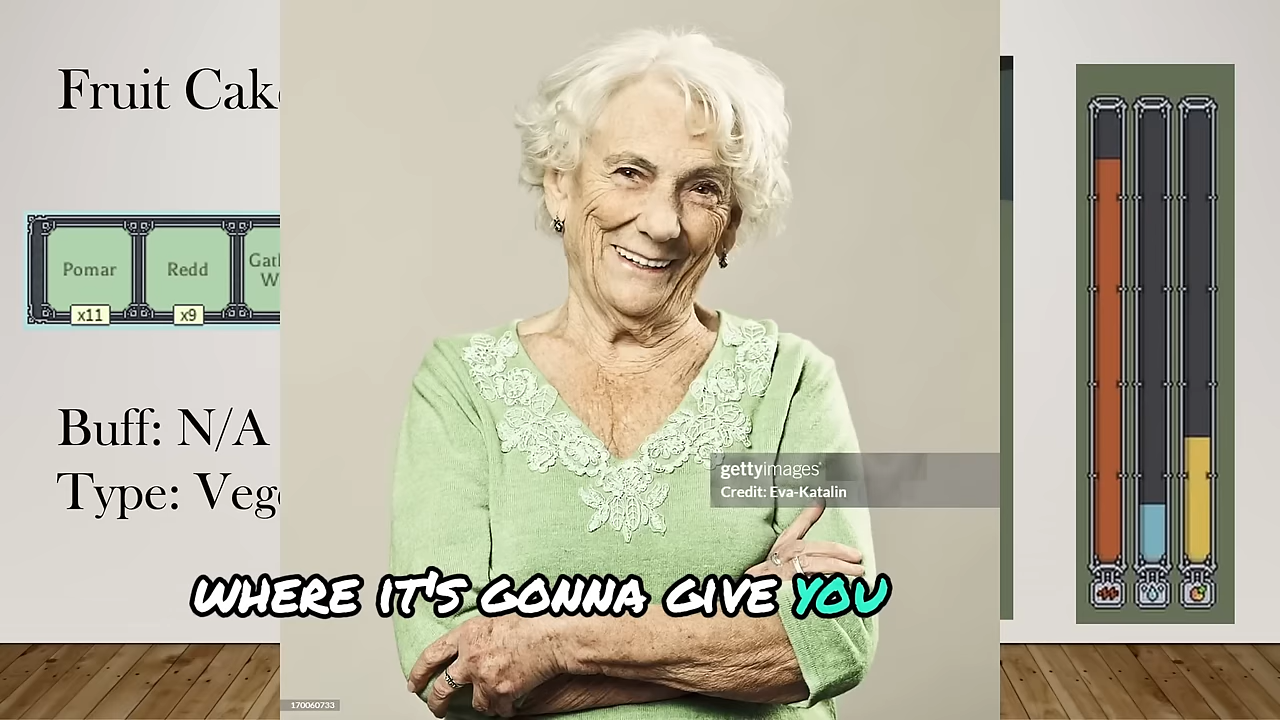 Fruit Cak
Pomar
Redd
x11
x9
Buff: N/A
Type: Veg
gettyimages
Credit: Eva-Katalin
WHERE IT'S GONNA GIVE YOU
170060733